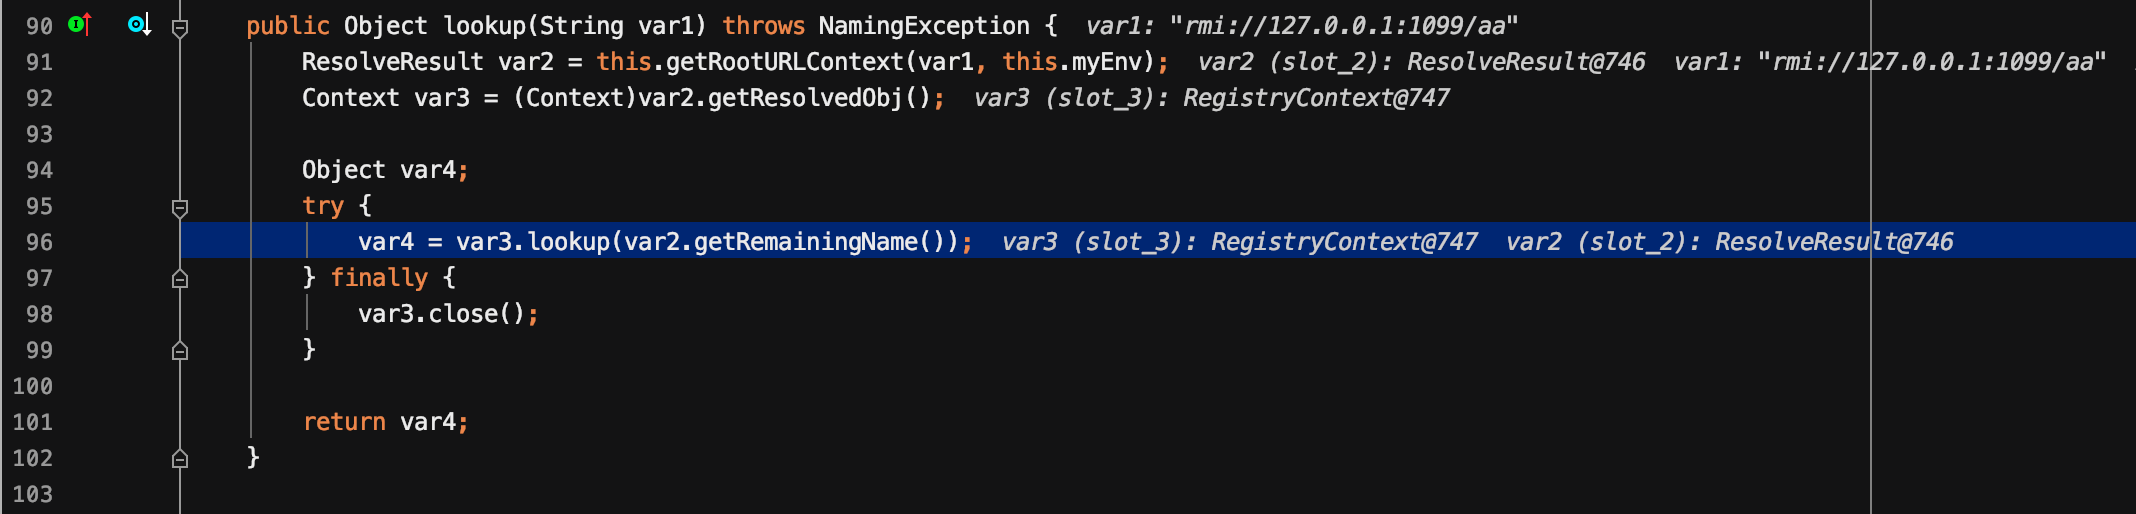 90 public Object lookup(String var1) throws NamingException { var1: "rmi://127.0.0.1:1099/aa"
91 ResolveResult var2 = this.getRootURLContext(var1, this.myEnv); var2 (slot_2): ResolveResult@746 var1: "rmi://127.0.0.1:1099/aa"
92 Context var3 = (Context)var2.getResolvedObj(); var3 (slot_3): RegistryContext@747
93
94 Object var4;
95 try {
96 var4 = var3.lookup(var2.getRemainingName()); var3 (slot_3): RegistryContext@747 var2 (slot_2): ResolveResult@746
97 } finally {
98 var3.close();
99 }
100
101 return var4;
102 }
103